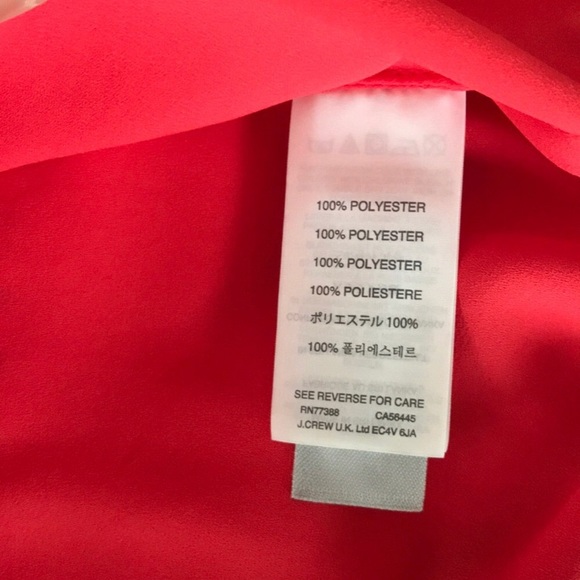 100% POLYESTER
100% POLYESTER
100% POLYESTER
100% POLIESTERE
ポリエステル 100%
100% 폴리에스테르
SEE REVERSE FOR CARE
RN77388 CA56445
J.CREW U.K. Ltd EC4V 6JA